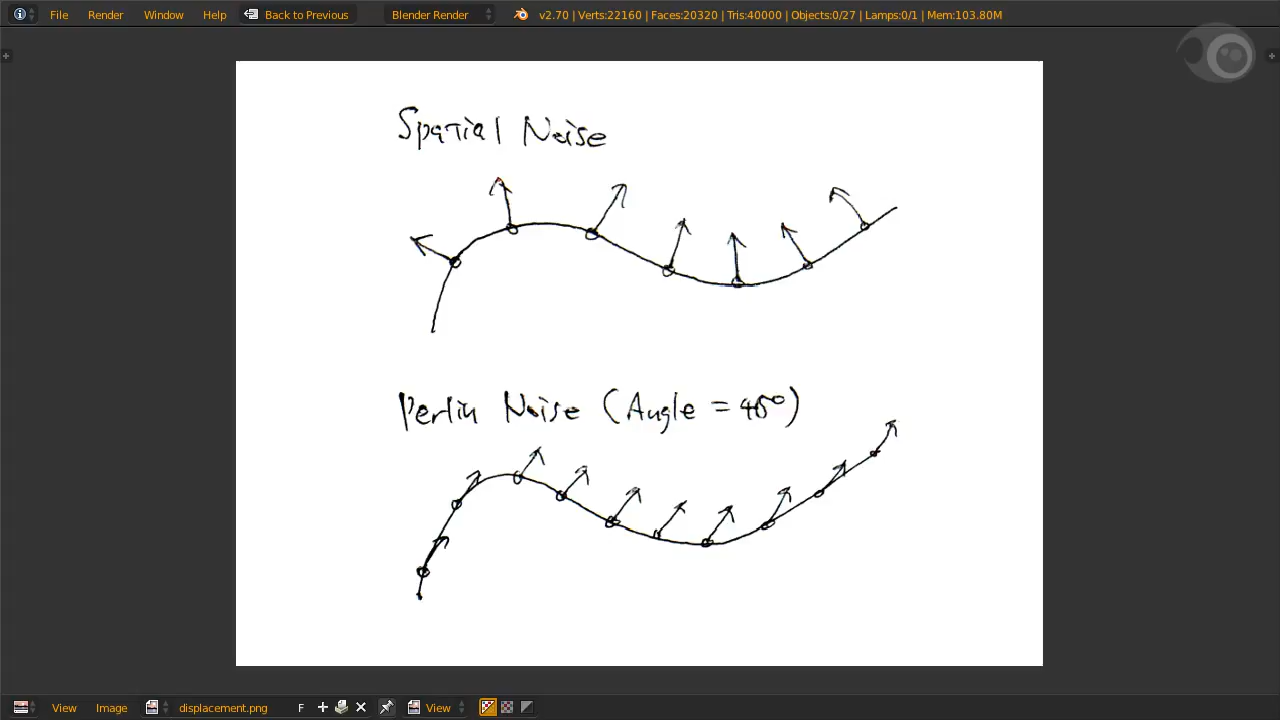 File Render Window Help Back to Previous Blender Render v2.70 | Verts:22160 | Faces:20320 | Tris:40000 | Objects:0/27 | Lamps:0/1 | Mem:103.80M
Spatial Noise
Perlin Noise (Angle = 45°)
View Image displacement.png F View